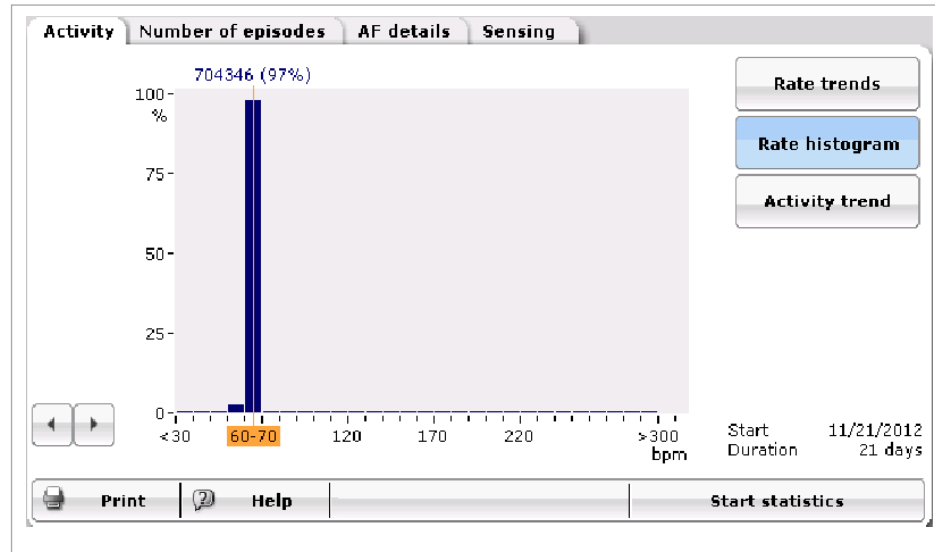 Activity Number of episodes AF details Sensing
704346 (97%)
100
%
75
50
25
0
<30 60-70 120 170 220 >300
bpm
Rate trends
Rate histogram
Activity trend
Start 11/21/2012
Duration 21 days
Print Help Start statistics